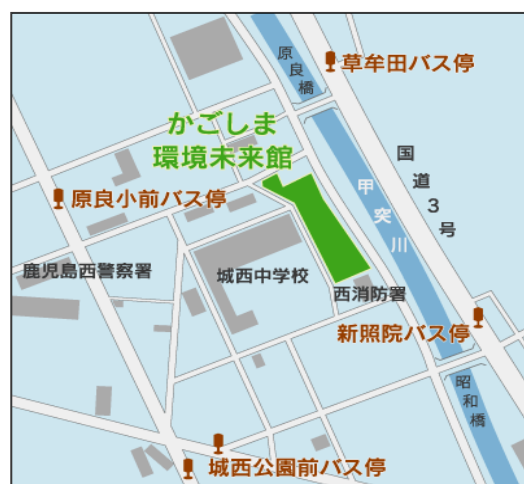 原良橋
草牟田バス停
かごしま
環境未来館
国道3号
甲突川
原良小前バス停
鹿児島西警察署
城西中学校
西消防署
新照院バス停
昭和橋
城西公園前バス停